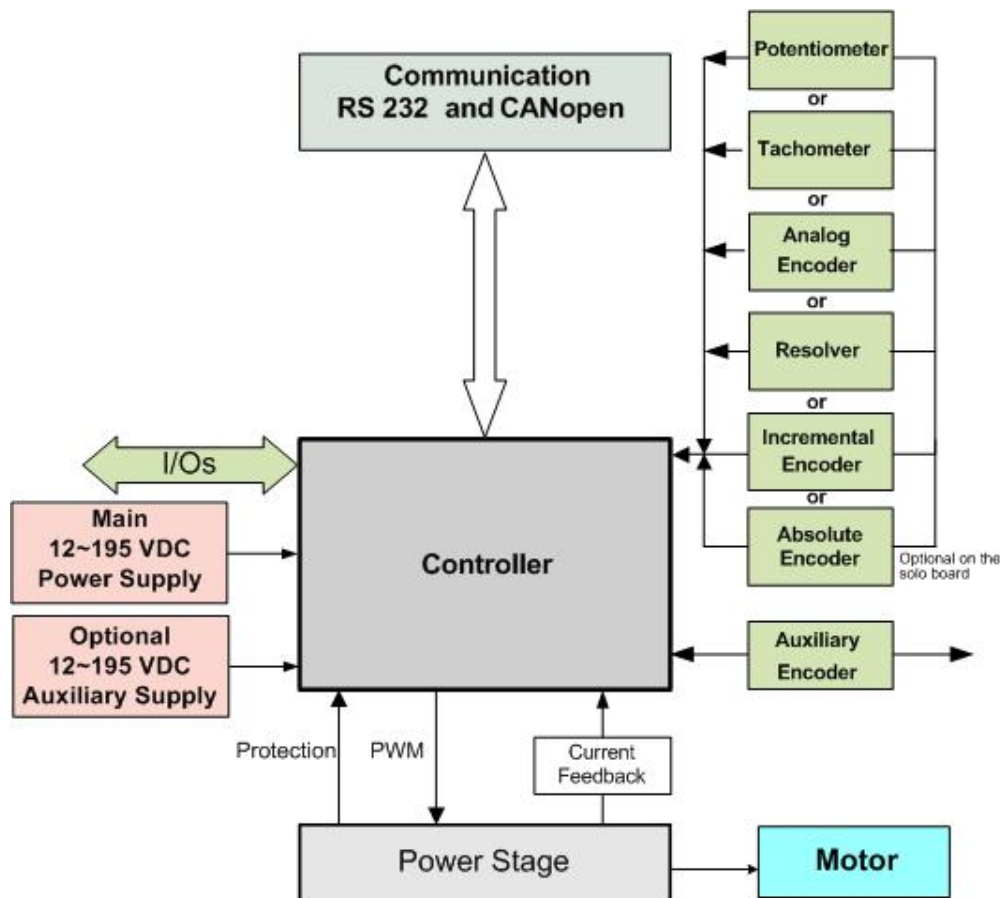 Communication
RS 232 and CANopen
Potentiometer
or
Tachometer
or
Analog
Encoder
or
Resolver
or
Incremental
Encoder
or
Absolute
Encoder
Optional on the
solo board
I/Os
Main
12~195 VDC
Power Supply
Optional
12~195 VDC
Auxiliary Supply
Controller
Auxiliary
Encoder
Protection
PWM
Current
Feedback
Power Stage
Motor